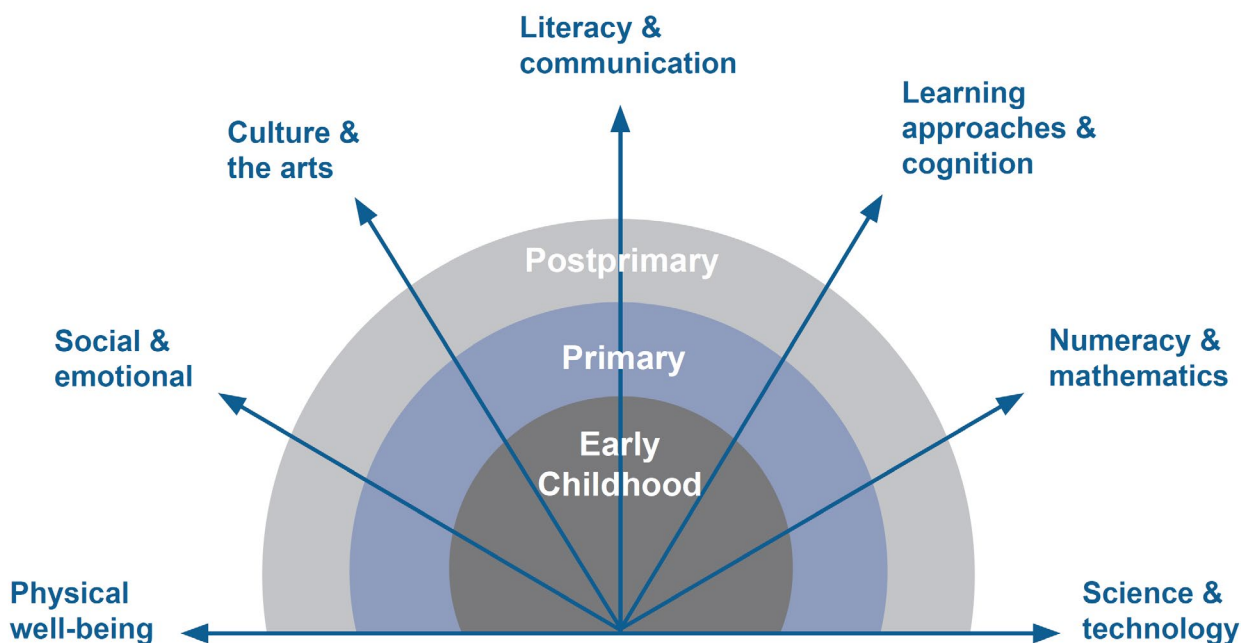 Literacy &
communication
Learning
approaches &
cognition
Culture &
the arts
Postprimary
Social &
emotional
Primary
Numeracy &
mathematics
Early
Childhood
Physical
well-being
Science &
technology